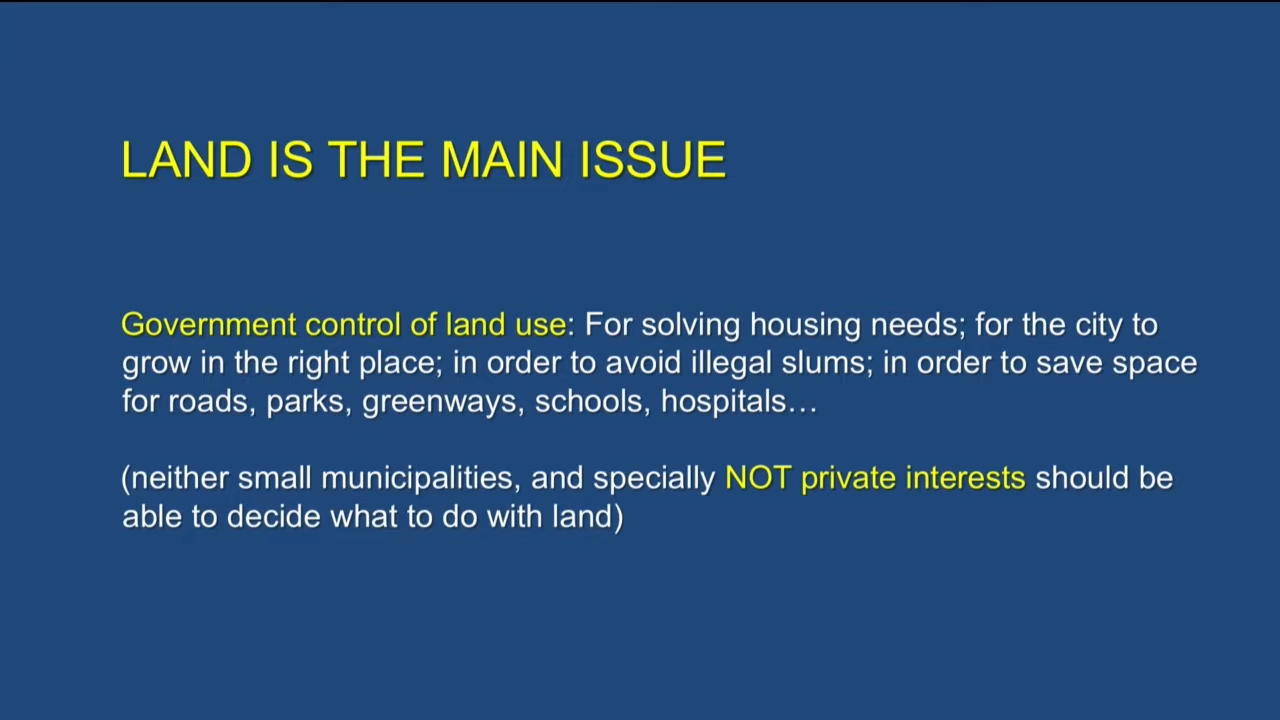 LAND IS THE MAIN ISSUE
Government control of land use: For solving housing needs; for the city to
grow in the right place; in order to avoid illegal slums; in order to save space
for roads, parks, greenways, schools, hospitals…
(neither small municipalities, and specially NOT private interests should be
able to decide what to do with land)